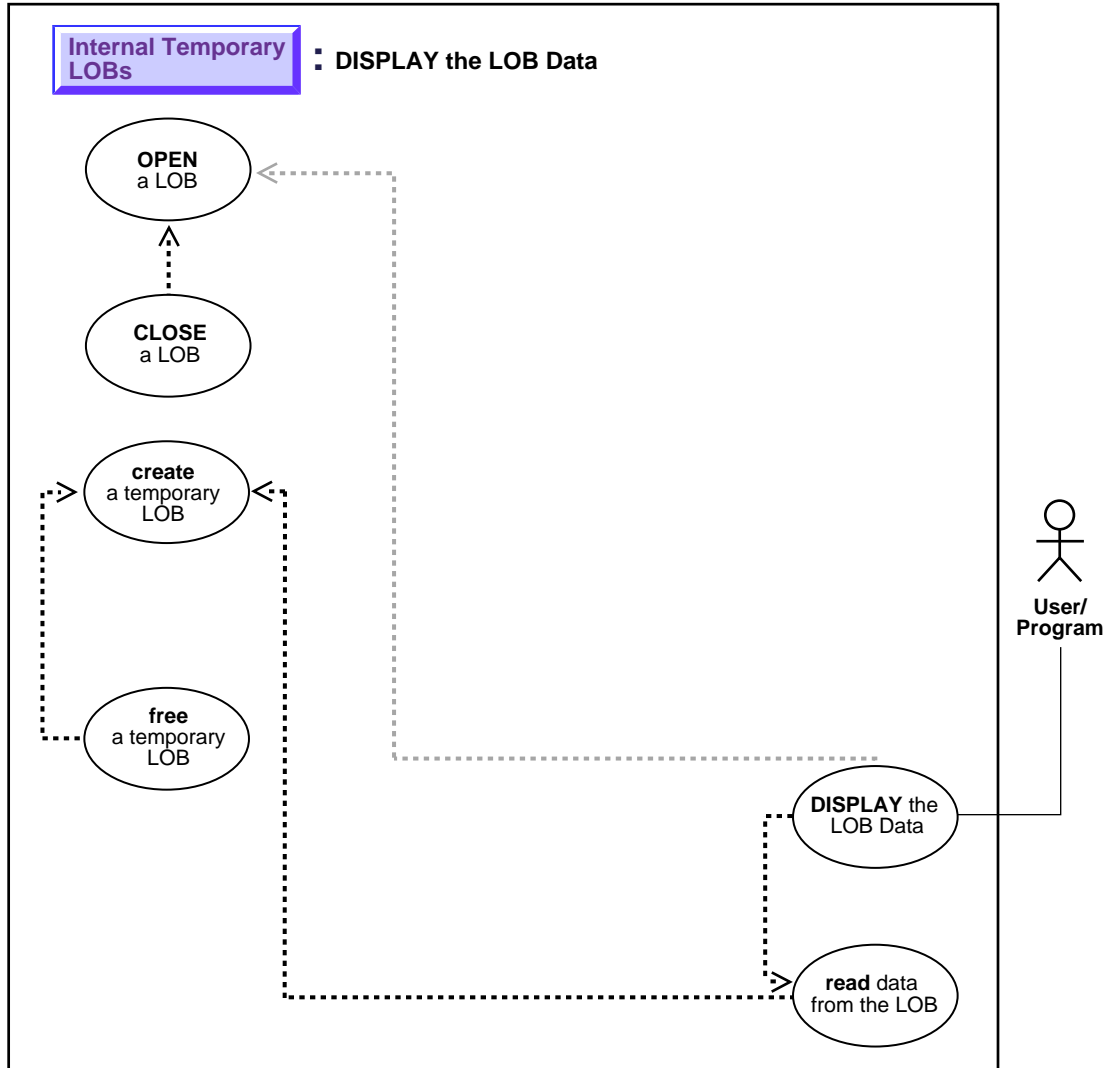 Internal Temporary
LOBs
: DISPLAY the LOB Data
OPEN
a LOB
CLOSE
a LOB
create
a temporary
LOB
User/
Program
free
a temporary
LOB
DISPLAY the
LOB Data
read data
from the LOB